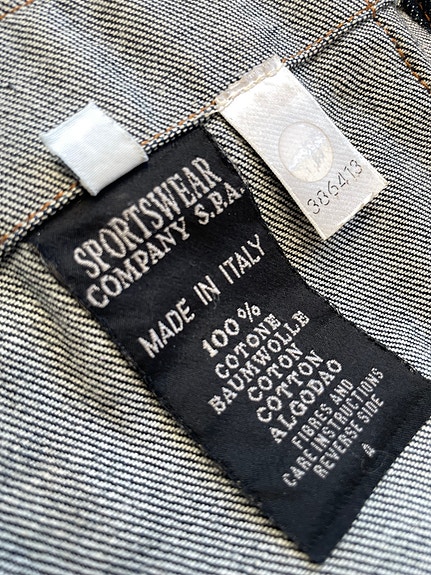 SPORTSWEAR
COMPANY S.P.A.
MADE IN ITALY
100%
COTONE
BAUMWOLLE
COTON
COTTON
ALGODAO
FIBRES AND
CARE INSTRUCTIONS
REVERSE SIDE
A
386413